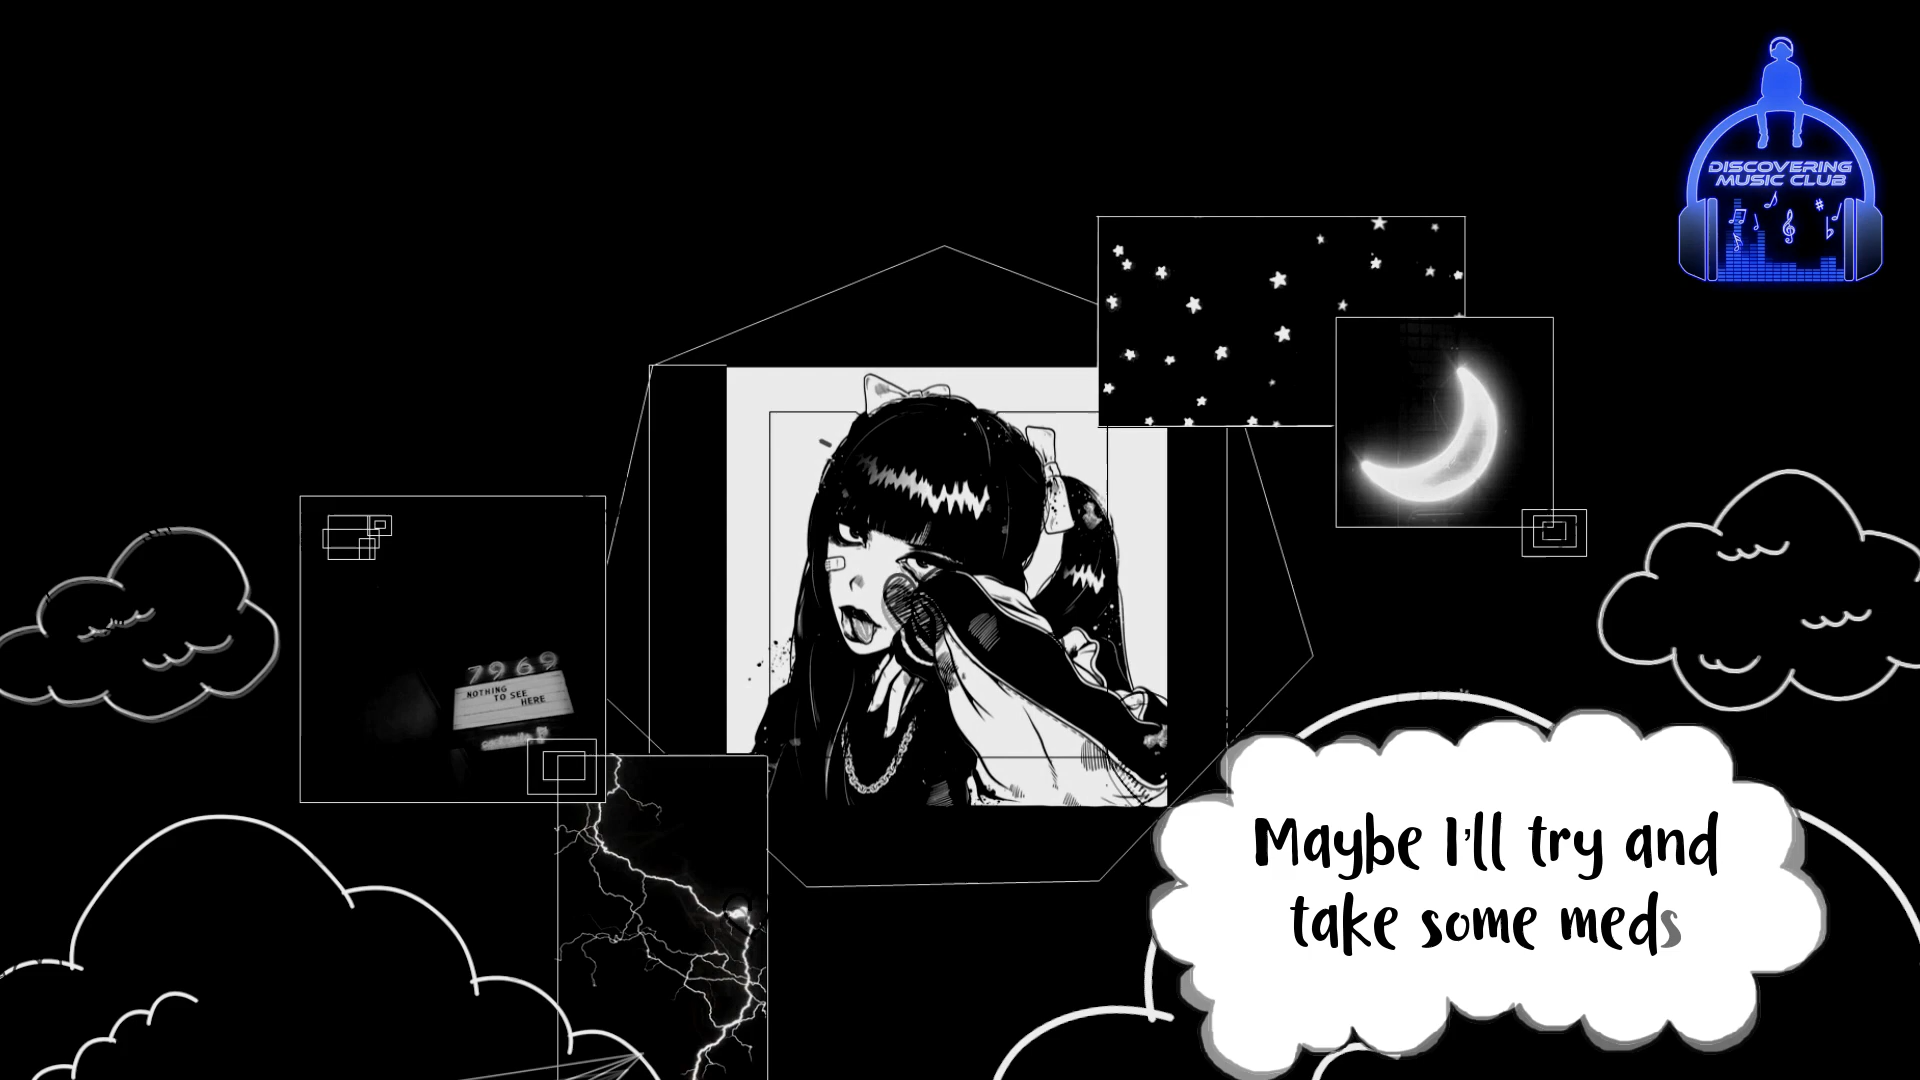 DISCOVERING
MUSIC CLUB
7969
NOTHING
TO SEE
HERE
Maybe I'll try and
take some meds